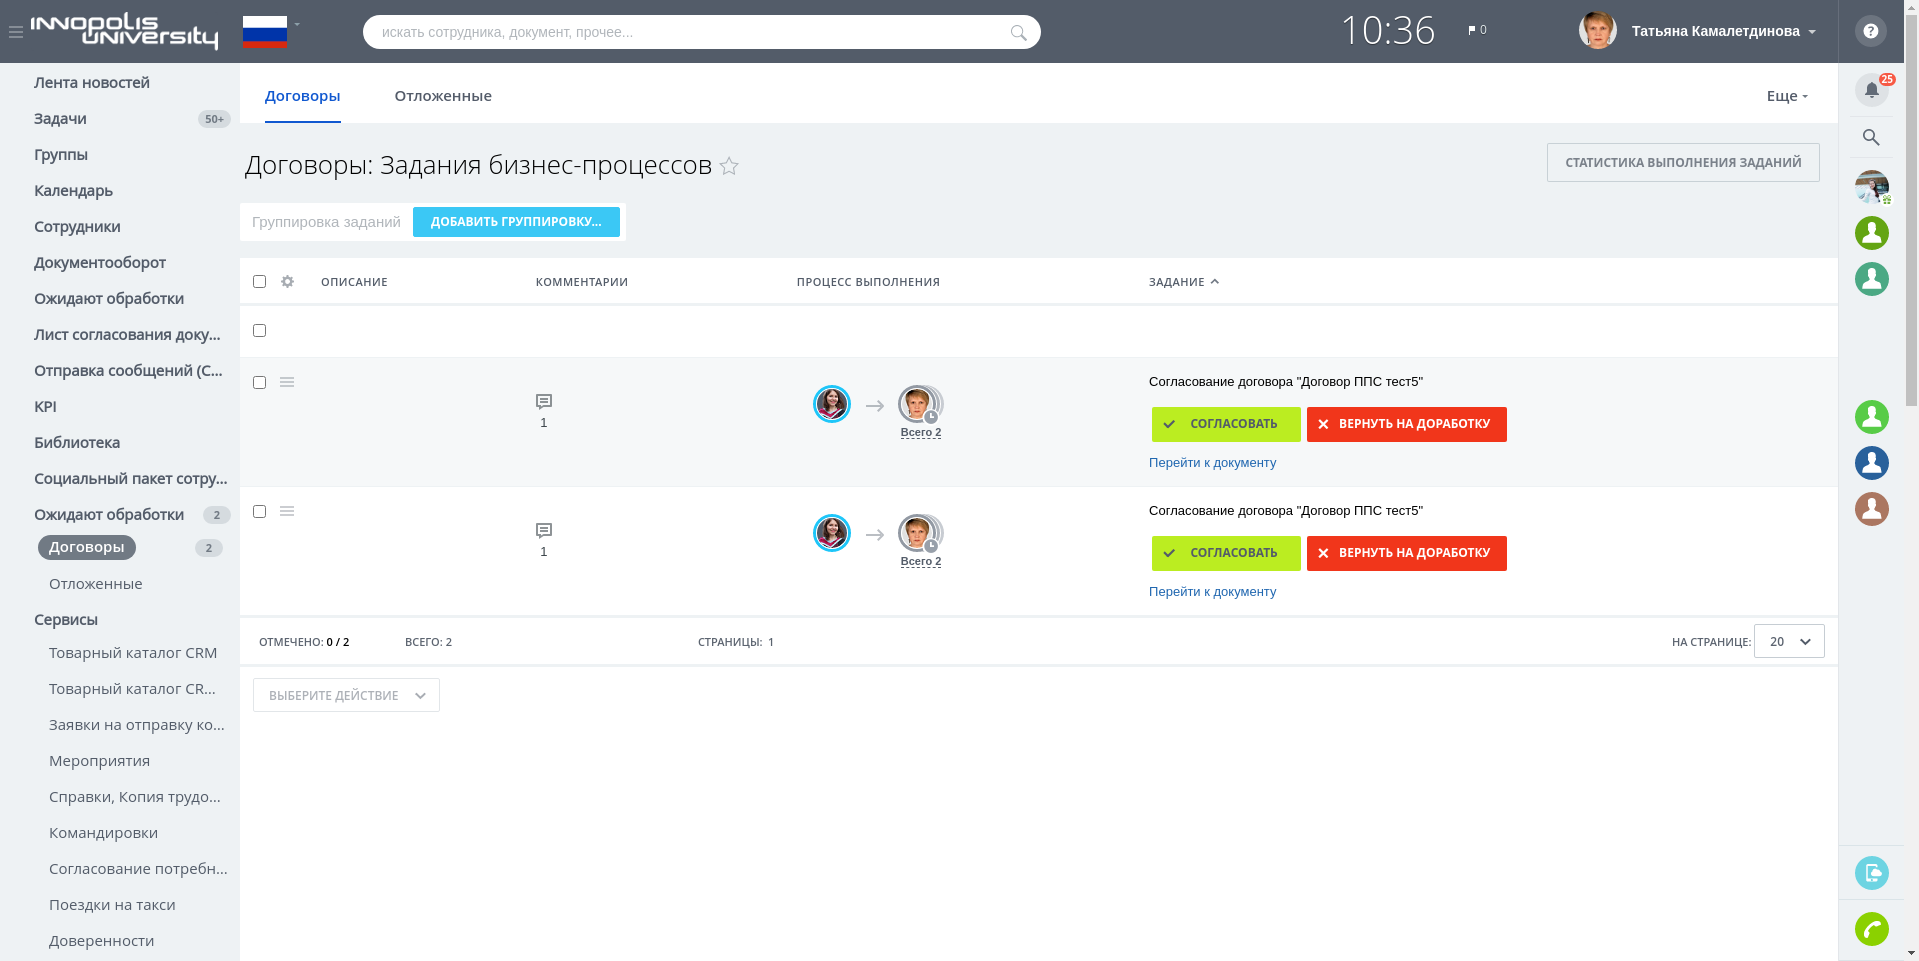 INNOPOLIS
UNIVERSITY
искать сотрудника, документ, прочее...
10:36
0
Татьяна Камалетдинова
?
25
Лента новостей
Задачи
50+
Группы
Календарь
Сотрудники
Документооборот
Ожидают обработки
Лист согласования доку...
Отправка сообщений (С...
KPI
Библиотека
Социальный пакет сотру...
Ожидают обработки
2
Договоры
2
Отложенные
Сервисы
Товарный каталог CRM
Товарный каталог CR...
Заявки на отправку ко...
Мероприятия
Справки, Копия трудо...
Командировки
Согласование потребн...
Поездки на такси
Доверенности
Договоры
Отложенные
Еще
Договоры: Задания бизнес-процессов
СТАТИСТИКА ВЫПОЛНЕНИЯ ЗАДАНИЙ
Группировка заданий
ДОБАВИТЬ ГРУППИРОВКУ...
ОПИСАНИЕ
КОММЕНТАРИИ
ПРОЦЕСС ВЫПОЛНЕНИЯ
ЗАДАНИЕ
1
Всего 2
Согласование договора "Договор ППС тест5"
СОГЛАСОВАТЬ
ВЕРНУТЬ НА ДОРАБОТКУ
Перейти к документу
1
Всего 2
Согласование договора "Договор ППС тест5"
СОГЛАСОВАТЬ
ВЕРНУТЬ НА ДОРАБОТКУ
Перейти к документу
ОТМЕЧЕНО: 0 / 2
ВСЕГО: 2
СТРАНИЦЫ: 1
НА СТРАНИЦЕ:
20
ВЫБЕРИТЕ ДЕЙСТВИЕ